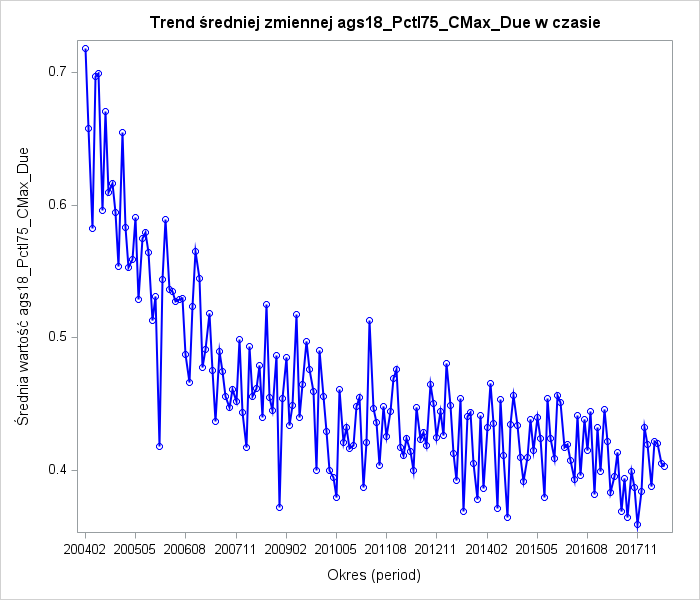 Trend średniej zmiennej ags18_Pctl75_CMax_Due w czasie
Średnia wartość ags18_Pctl75_CMax_Due
0.7
0.6
0.5
0.4
200402 200505 200608 200711 200902 201005 201108 201211 201402 201505 201608 201711
Okres (period)